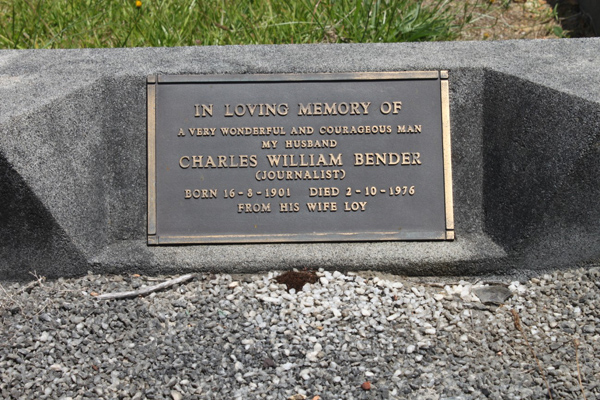 IN LOVING MEMORY OF
A VERY WONDERFUL AND COURAGEOUS MAN
MY HUSBAND
CHARLES WILLIAM BENDER
(JOURNALIST)
BORN 16-8-1901 DIED 2-10-1976
FROM HIS WIFE LOY